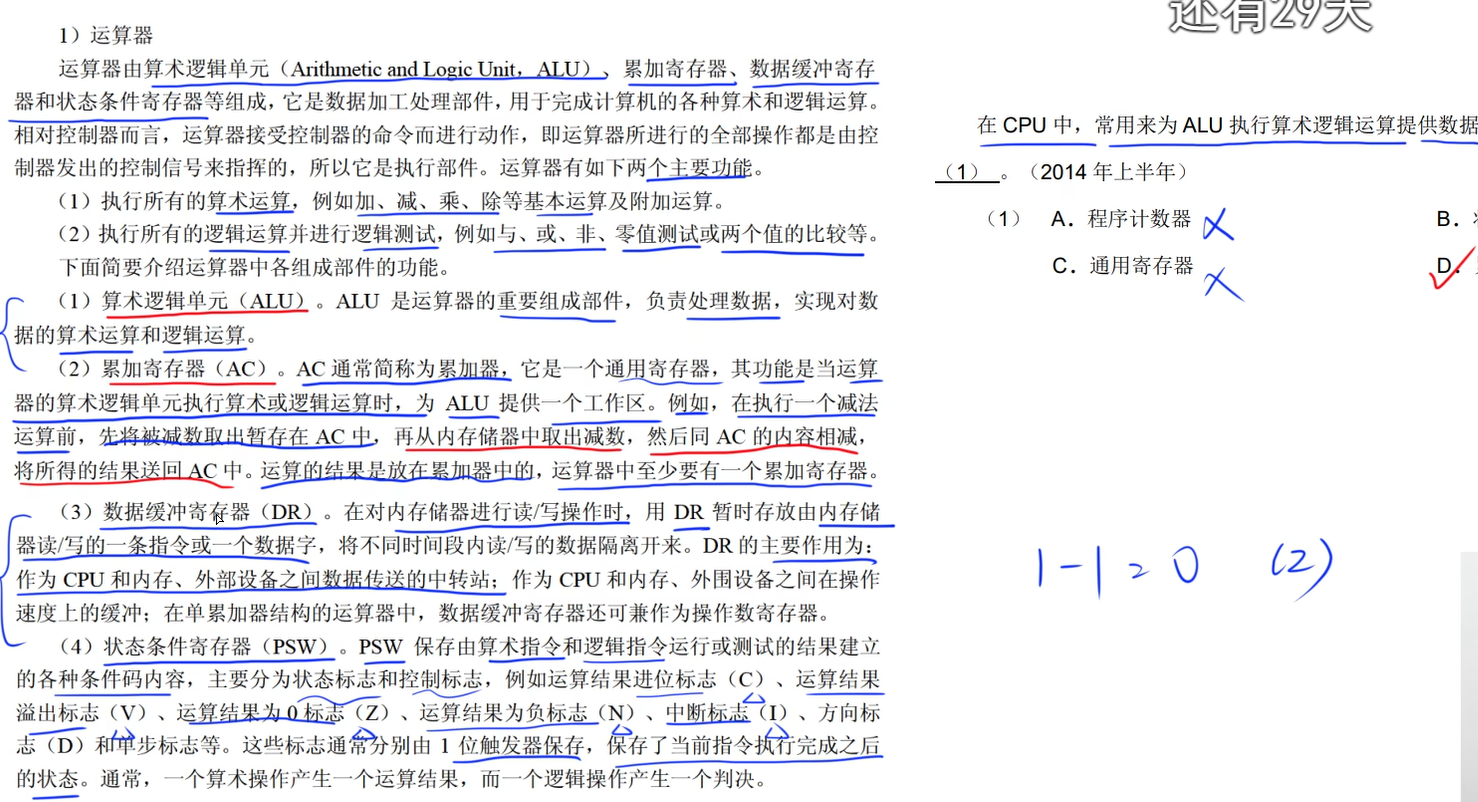 还有29天
1）运算器
运算器由算术逻辑单元（Arithmetic and Logic Unit，ALU）、累加寄存器、数据缓冲寄存
器和状态条件寄存器等组成，它是数据加工处理部件，用于完成计算机的各种算术和逻辑运算。
相对控制器而言，运算器接受控制器的命令而进行动作，即运算器所进行的全部操作都是由控
制器发出的控制信号来指挥的，所以它是执行部件。运算器有如下两个主要功能。
（1）执行所有的算术运算，例如加、减、乘、除等基本运算及附加运算。
（2）执行所有的逻辑运算并进行逻辑测试，例如与、或、非、零值测试或两个值的比较等。
下面简要介绍运算器中各组成部件的功能。
（1）算术逻辑单元（ALU）。ALU 是运算器的重要组成部件，负责处理数据，实现对数
据的算术运算和逻辑运算。
（2）累加寄存器（AC）。AC 通常简称为累加器，它是一个通用寄存器，其功能是当运算
器的算术逻辑单元执行算术或逻辑运算时，为 ALU 提供一个工作区。例如，在执行一个减法
运算前，先将被减数取出暂存在 AC 中，再从内存储器中取出减数，然后同 AC 的内容相减，
将所得的结果送回 AC 中。运算的结果是放在累加器中的，运算器中至少要有一个累加寄存器。
（3）数据缓冲寄存器（DR）。在对内存储器进行读/写操作时，用 DR 暂时存放由内存储
器读/写的一条指令或一个数据字，将不同时间段内读/写的数据隔离开来。DR 的主要作用为：
作为 CPU 和内存、外部设备之间数据传送的中转站；作为 CPU 和内存、外围设备之间在操作
速度上的缓冲；在单累加器结构的运算器中，数据缓冲寄存器还可兼作为操作数寄存器。
（4）状态条件寄存器（PSW）。PSW 保存由算术指令和逻辑指令运行或测试的结果建立
的各种条件码内容，主要分为状态标志和控制标志，例如运算结果进位标志（C）、运算结果
溢出标志（V）、运算结果为 0 标志（Z）、运算结果为负标志（N）、中断标志（I）、方向标
志（D）和单步标志等。这些标志通常分别由 1 位触发器保存，保存了当前指令执行完成之后
的状态。通常，一个算术操作产生一个运算结果，而一个逻辑操作产生一个判决。
在 CPU 中，常用来为 ALU 执行算术逻辑运算提供数据
（1）。（2014 年上半年）
（1） A．程序计数器 B．
C．通用寄存器 D．
1-1=0 (Z)